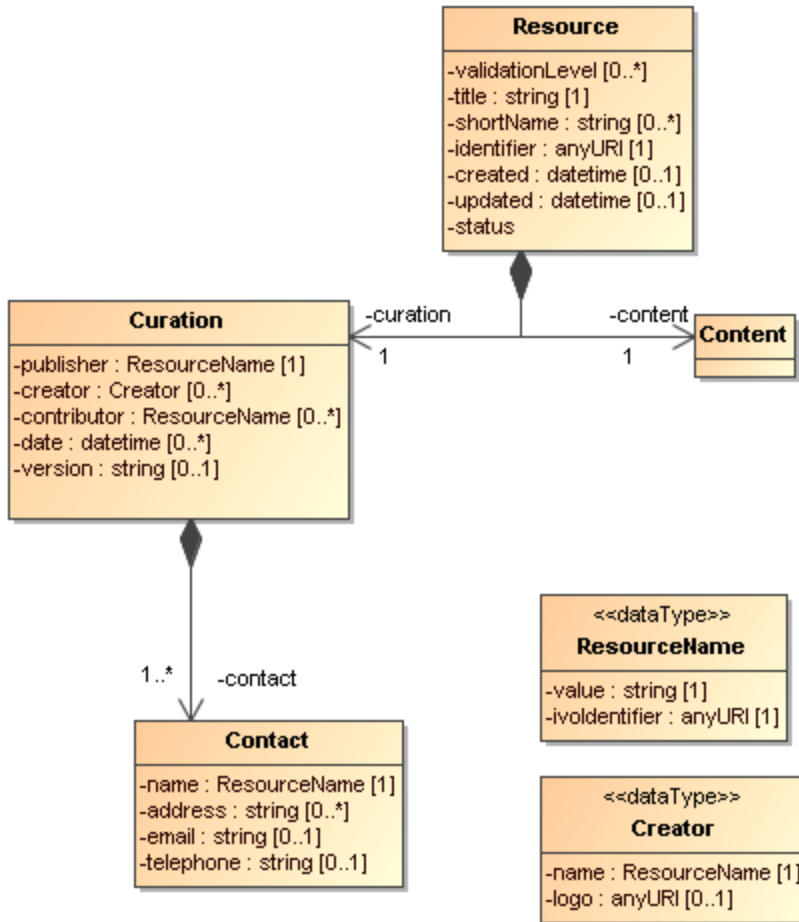 Resource
-validationLevel [0..*]
-title : string [1]
-shortName : string [0..*]
-identifier : anyURI [1]
-created : datetime [0..1]
-updated : datetime [0..1]
-status
Curation
-publisher : ResourceName [1]
-creator : Creator [0..*]
-contributor : ResourceName [0..*]
-date : datetime [0..*]
-version : string [0..1]
-curation
1
-content
1
Content
1..*
-contact
Contact
-name : ResourceName [1]
-address : string [0..*]
-email : string [0..1]
-telephone : string [0..1]
<<dataType>>
ResourceName
-value : string [1]
-ivoIdentifier : anyURI [1]
<<dataType>>
Creator
-name : ResourceName [1]
-logo : anyURI [0..1]